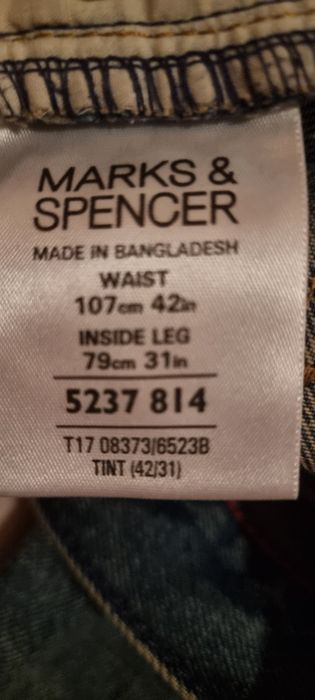 MARKS &
SPENCER
MADE IN BANGLADESH
WAIST
107cm 42in
INSIDE LEG
79cm 31in
5237 814
T17 08373/6523B
TINT (42/31)